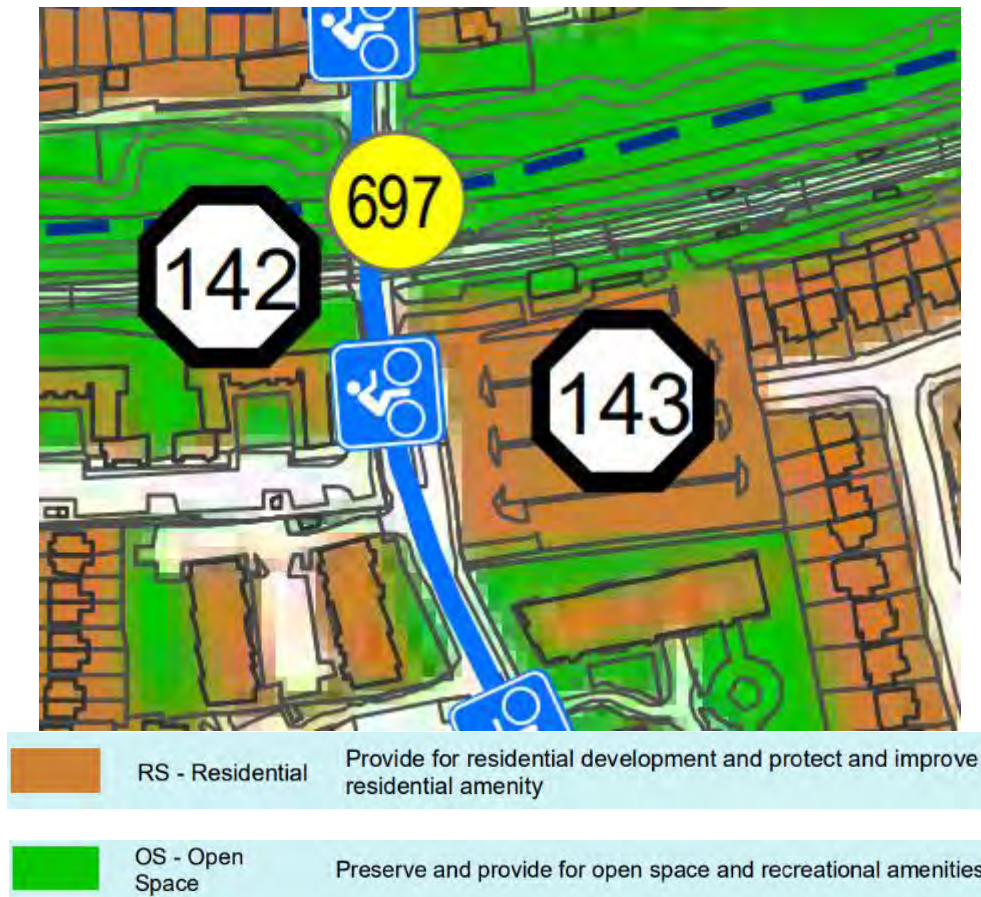 697
142
143
RS - Residential
Provide for residential development and protect and improve
residential amenity
OS - Open
Space
Preserve and provide for open space and recreational amenities